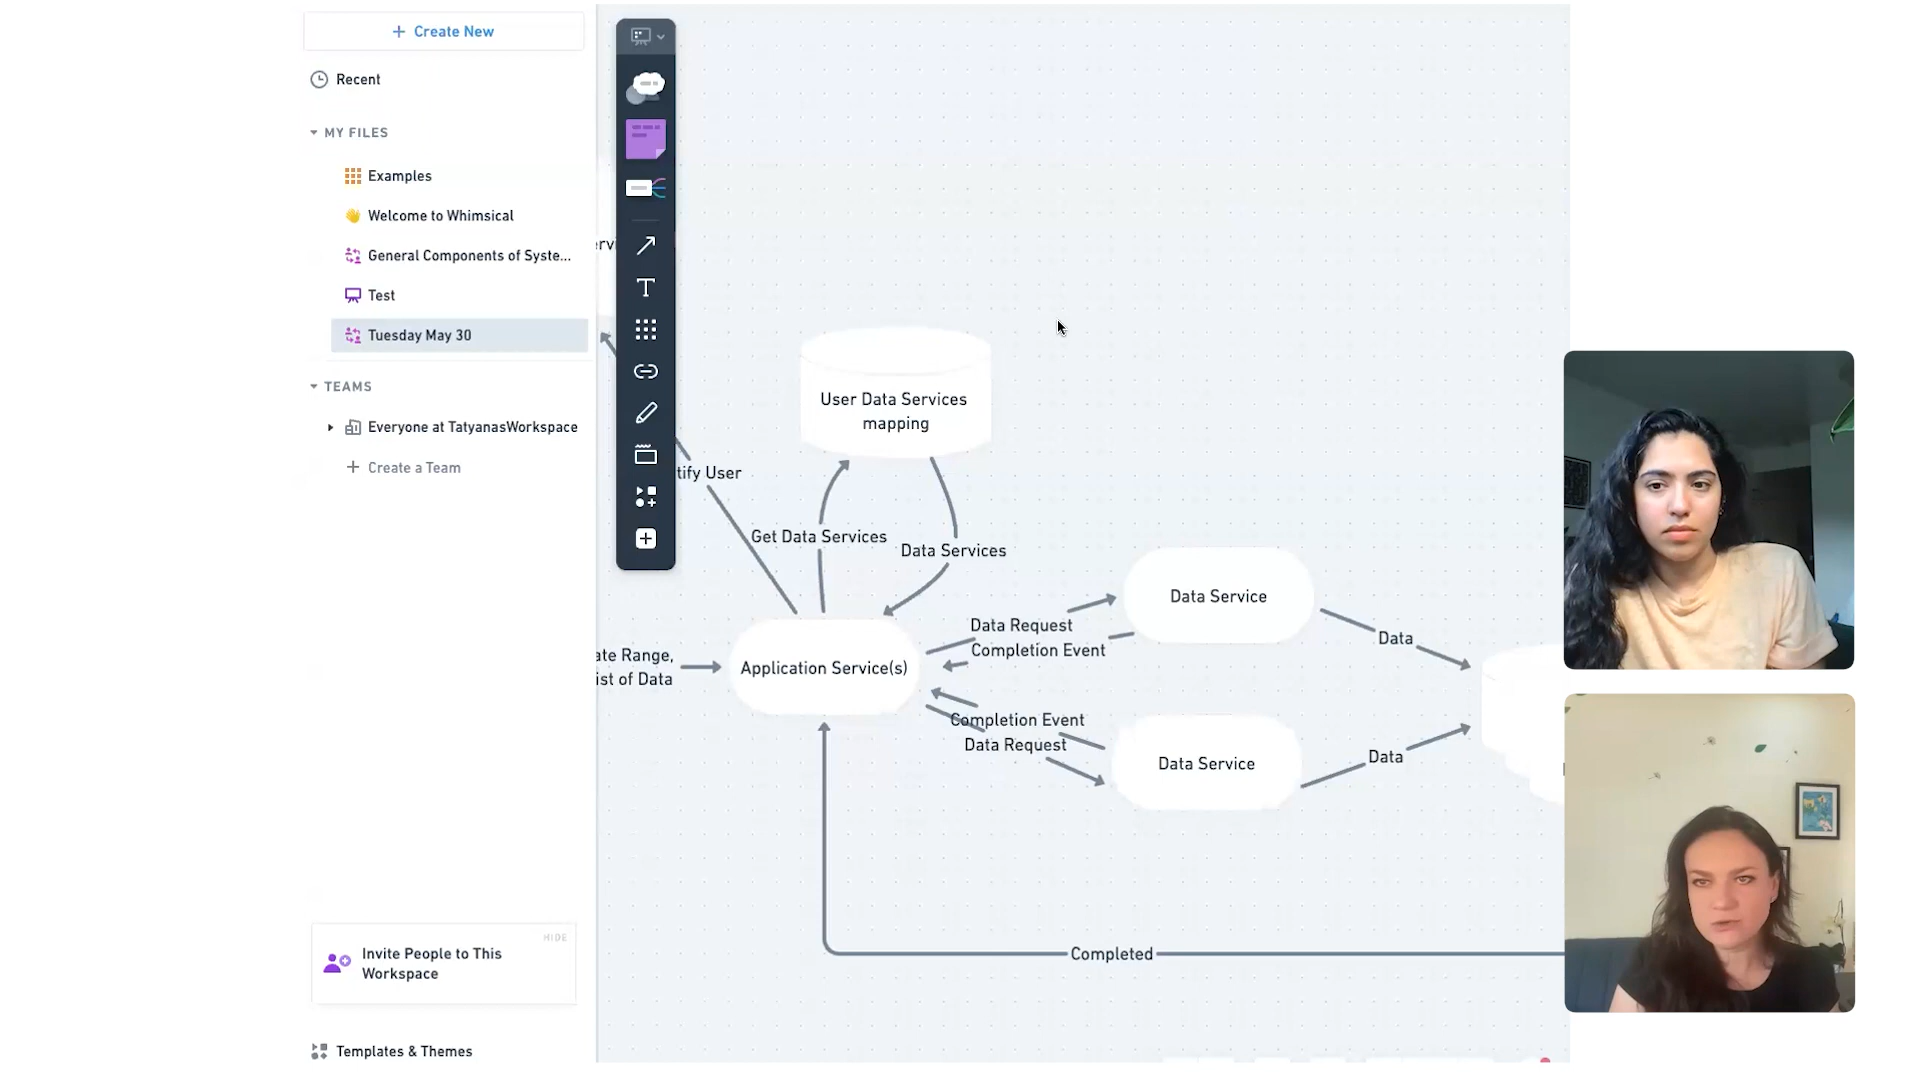 + Create New
Recent
MY FILES
Examples
Welcome to Whimsical
General Components of Syste...
Test
Tuesday May 30
TEAMS
Everyone at TatyanasWorkspace
+ Create a Team
HIDE
Invite People to This
Workspace
Templates & Themes
User Data Services
mapping
tify User
Get Data Services
Data Services
ate Range,
ist of Data
Application Service(s)
Data Request
Completion Event
Data Service
Data
Completion Event
Data Request
Data Service
Data
Completed